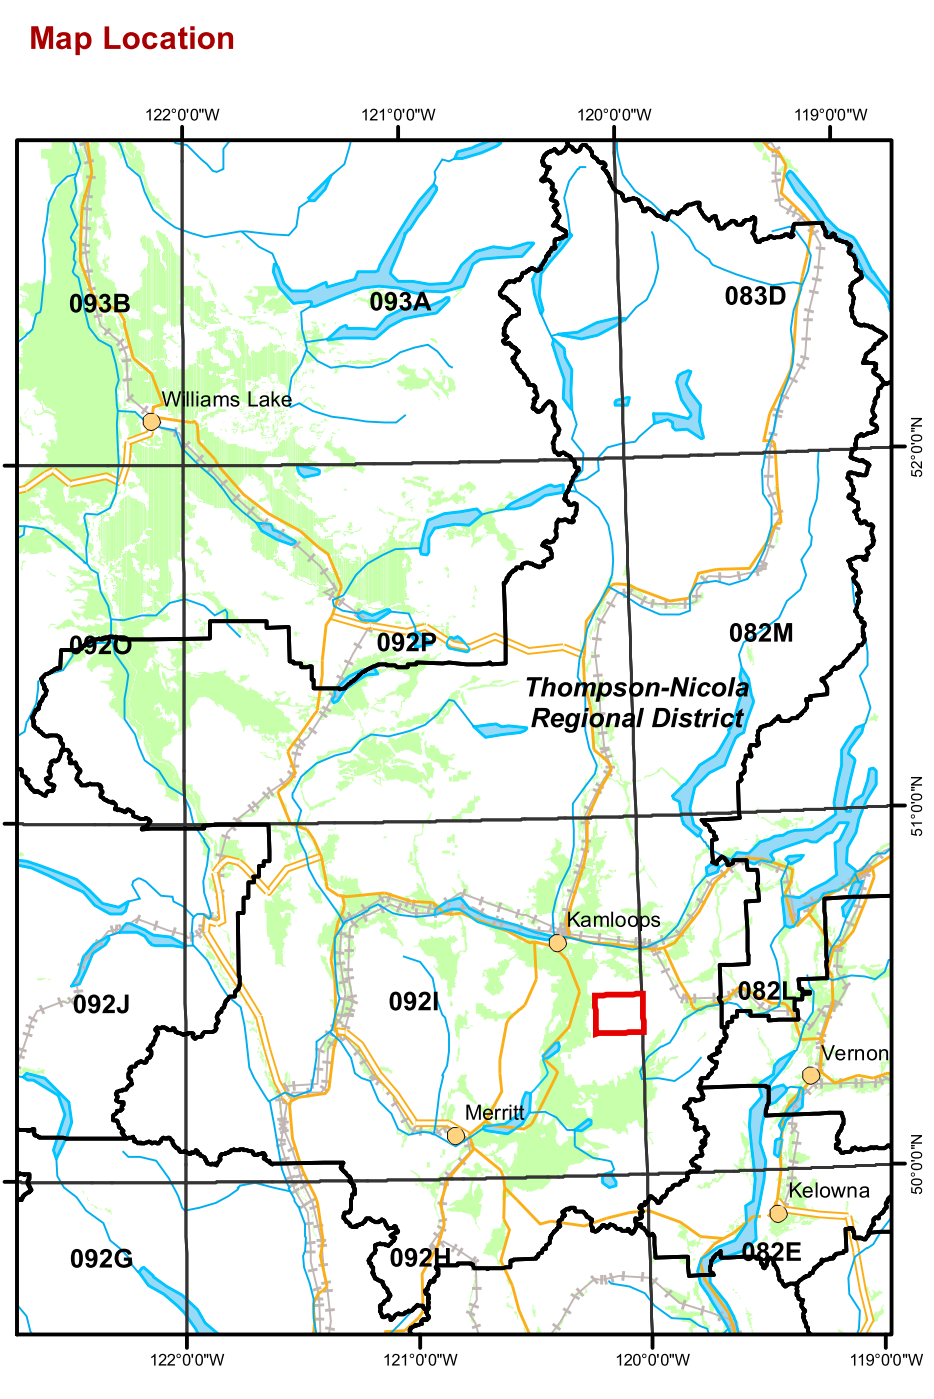 Map Location
122°0'0"W 121°0'0"W 120°0'0"W 119°0'0"W
083D
093B 093A
Williams Lake
52°0'0"N
082M
092O 092P
Thompson-Nicola
Regional District
51°0'0"N
Kamloops
082L
092J 092I
Vernon
Merritt
50°0'0"N
Kelowna
082E
092G 092H
122°0'0"W 121°0'0"W 120°0'0"W 119°0'0"W